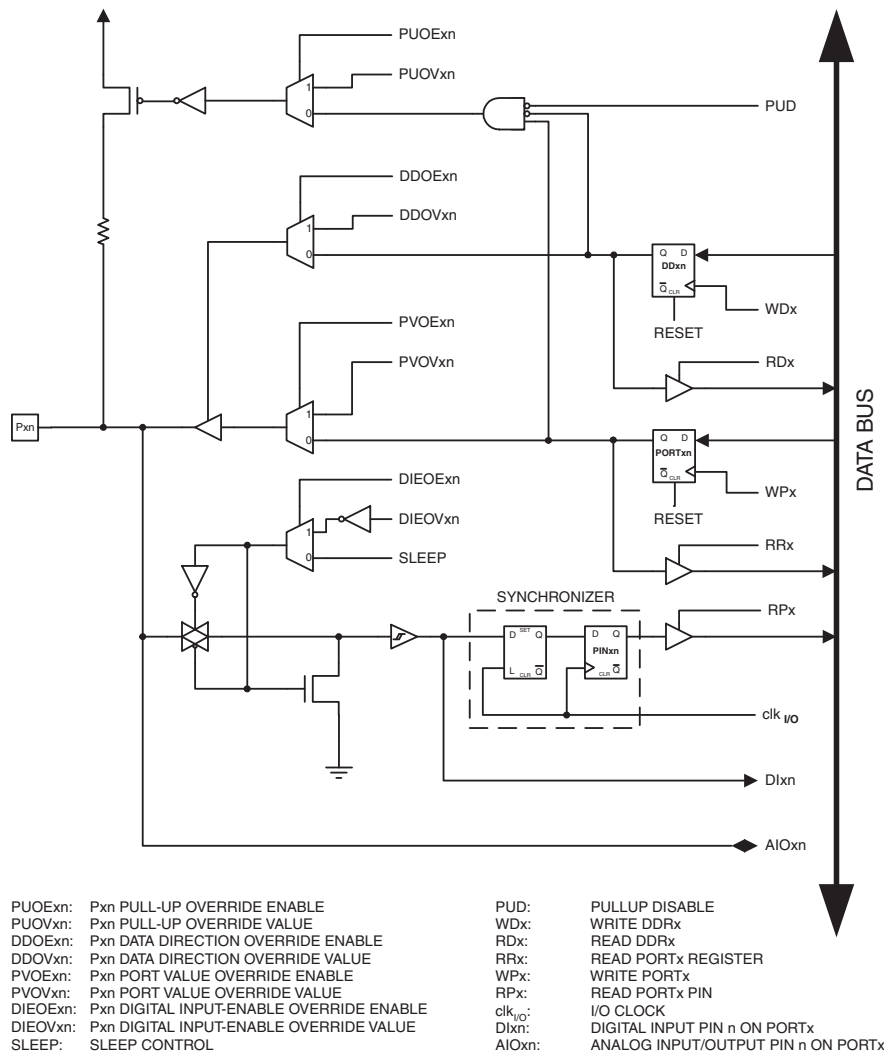 PUOExn
PUOVxn
1
0
PUD
DDOExn
DDOVxn
1
0
Q D
DDxn
Q CLR
WDx
RESET
PVOExn
RDx
PVOVxn
1
0
Pxn
Q D
PORTxn
Q CLR
WPx
RESET
DATA BUS
DIEOExn
DIEOVxn
1
0
SLEEP
RRx
SYNCHRONIZER
RPx
D SET Q
L CLR Q
D Q
PINxn
CLR Q
clk I/O
DIxn
AIOxn
PUOExn: Pxn PULL-UP OVERRIDE ENABLE
PUOVxn: Pxn PULL-UP OVERRIDE VALUE
DDOExn: Pxn DATA DIRECTION OVERRIDE ENABLE
DDOVxn: Pxn DATA DIRECTION OVERRIDE VALUE
PVOExn: Pxn PORT VALUE OVERRIDE ENABLE
PVOVxn: Pxn PORT VALUE OVERRIDE VALUE
DIEOExn: Pxn DIGITAL INPUT-ENABLE OVERRIDE ENABLE
DIEOVxn: Pxn DIGITAL INPUT-ENABLE OVERRIDE VALUE
SLEEP: SLEEP CONTROL
PUD: PULLUP DISABLE
WDx: WRITE DDRx
RDx: READ DDRx
RRx: READ PORTx REGISTER
WPx: WRITE PORTx
RPx: READ PORTx PIN
clkI/O: I/O CLOCK
DIxn: DIGITAL INPUT PIN n ON PORTx
AIOxn: ANALOG INPUT/OUTPUT PIN n ON PORTx